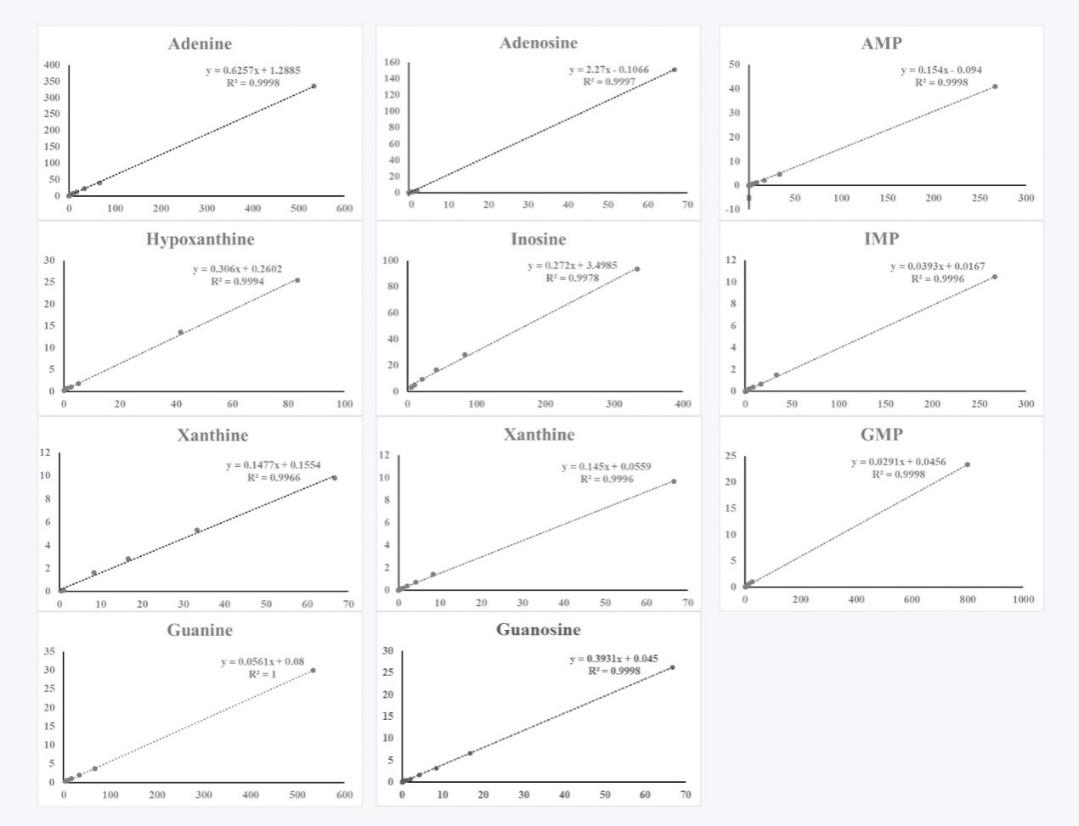 Adenine
y = 0.6257x + 1.2885
R² = 0.9998
400
350
300
250
200
150
100
50
0
0 100 200 300 400 500 600
Adenosine
y = 2.27x - 0.1066
R² = 0.9997
160
140
120
100
80
60
40
20
0
0 10 20 30 40 50 60 70
AMP
y = 0.154x - 0.094
R² = 0.9998
50
40
30
20
10
0
-10
0 50 100 150 200 250 300
Hypoxanthine
y = 0.306x + 0.2602
R² = 0.9994
30
25
20
15
10
5
0
0 20 40 60 80 100
Inosine
y = 0.272x + 3.4985
R² = 0.9978
100
80
60
40
20
0
0 100 200 300 400
IMP
y = 0.0393x + 0.0167
R² = 0.9996
12
10
8
6
4
2
0
0 50 100 150 200 250 300
Xanthine
y = 0.1477x + 0.1554
R² = 0.9966
12
10
8
6
4
2
0
0 10 20 30 40 50 60 70
Xanthine
y = 0.145x + 0.0559
R² = 0.9996
12
10
8
6
4
2
0
0 10 20 30 40 50 60 70
GMP
y = 0.0291x + 0.0456
R² = 0.9998
25
20
15
10
5
0
0 200 400 600 800 1000
Guanine
y = 0.0561x + 0.08
R² = 1
35
30
25
20
15
10
5
0
0 100 200 300 400 500 600
Guanosine
y = 0.3931x + 0.045
R² = 0.9998
30
25
20
15
10
5
0
0 10 20 30 40 50 60 70